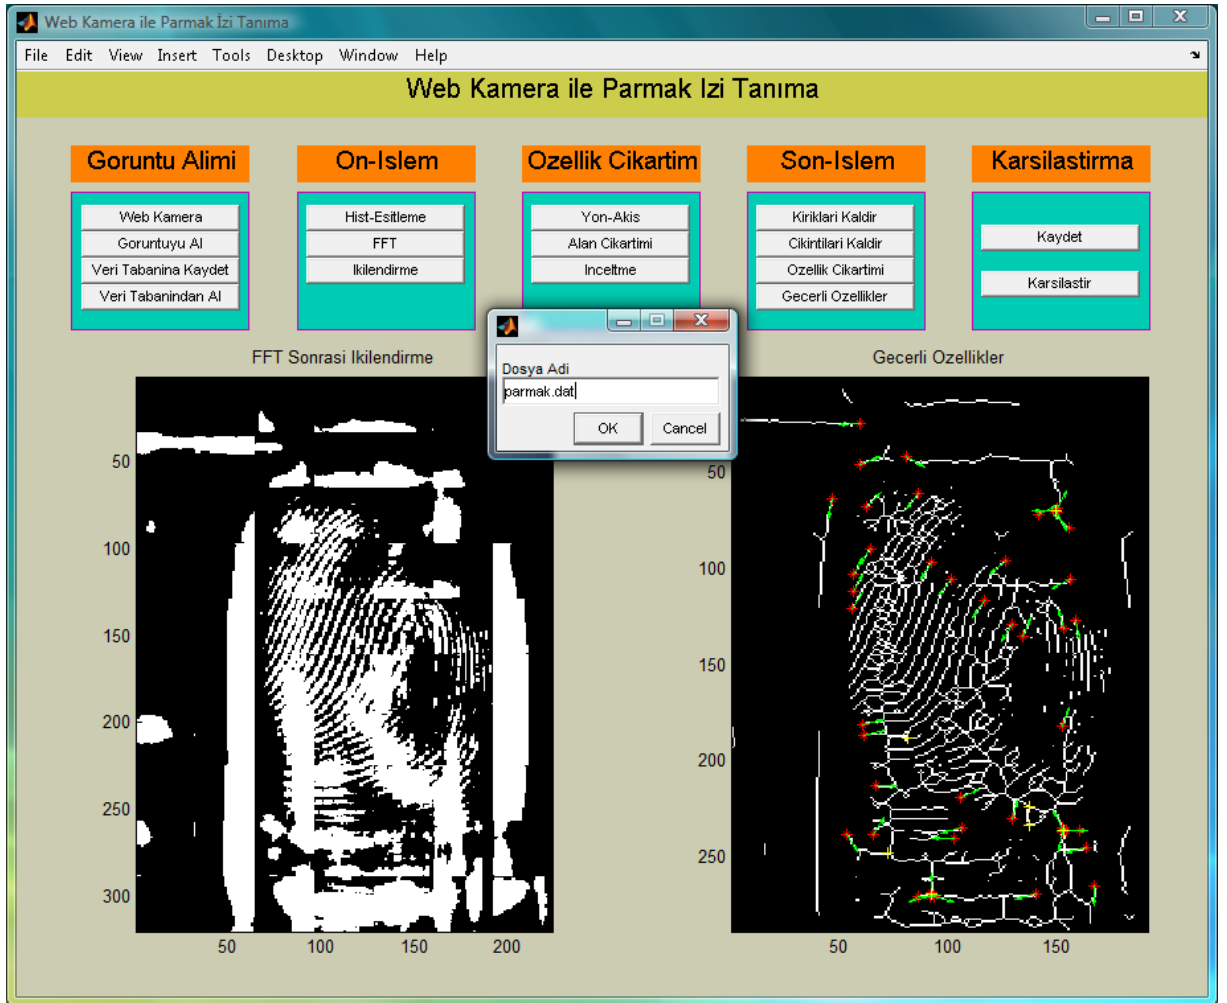 Web Kamera ile Parmak İzi Tanıma
File Edit View Insert Tools Desktop Window Help
Web Kamera ile Parmak Izi Tanıma
Goruntu Alimi
Web Kamera
Goruntuyu Al
Veri Tabanina Kaydet
Veri Tabanindan Al
On-Islem
Hist-Esitleme
FFT
Ikilendirme
Ozellik Cikartim
Yon-Akis
Alan Cikartimi
Inceltme
Son-Islem
Kiriklari Kaldir
Cikintilari Kaldir
Ozellik Cikartimi
Gecerli Ozellikler
Karsilastirma
Kaydet
Karsilastir
Dosya Adi
parmak.dat
OK Cancel
FFT Sonrasi Ikilendirme
50
100
150
200
250
300
50 100 150 200
Gecerli Ozellikler
50
100
150
200
250
50 100 150